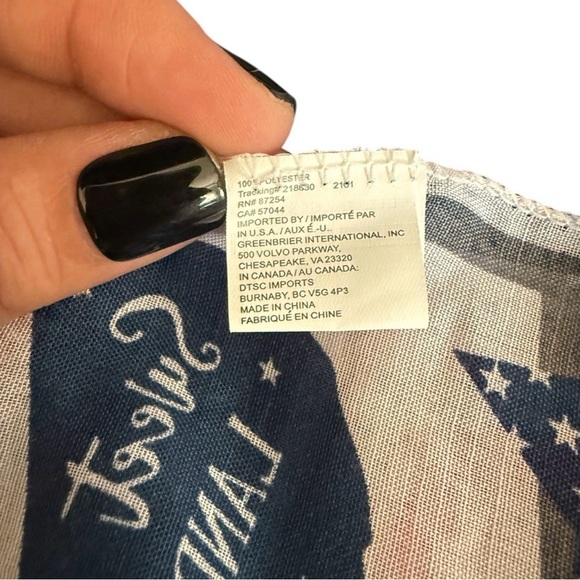 100% POLYESTER
Tracking# 218630 - 2101
RN# 87254
CA# 57044
IMPORTED BY / IMPORTÉ PAR
IN U.S.A. / AUX É.-U..
GREENBRIER INTERNATIONAL, INC
500 VOLVO PARKWAY,
CHESAPEAKE, VA 23320
IN CANADA / AU CANADA:
DTSC IMPORTS
BURNABY, BC V5G 4P3
MADE IN CHINA
FABRIQUÉ EN CHINE
Sweet
LAND